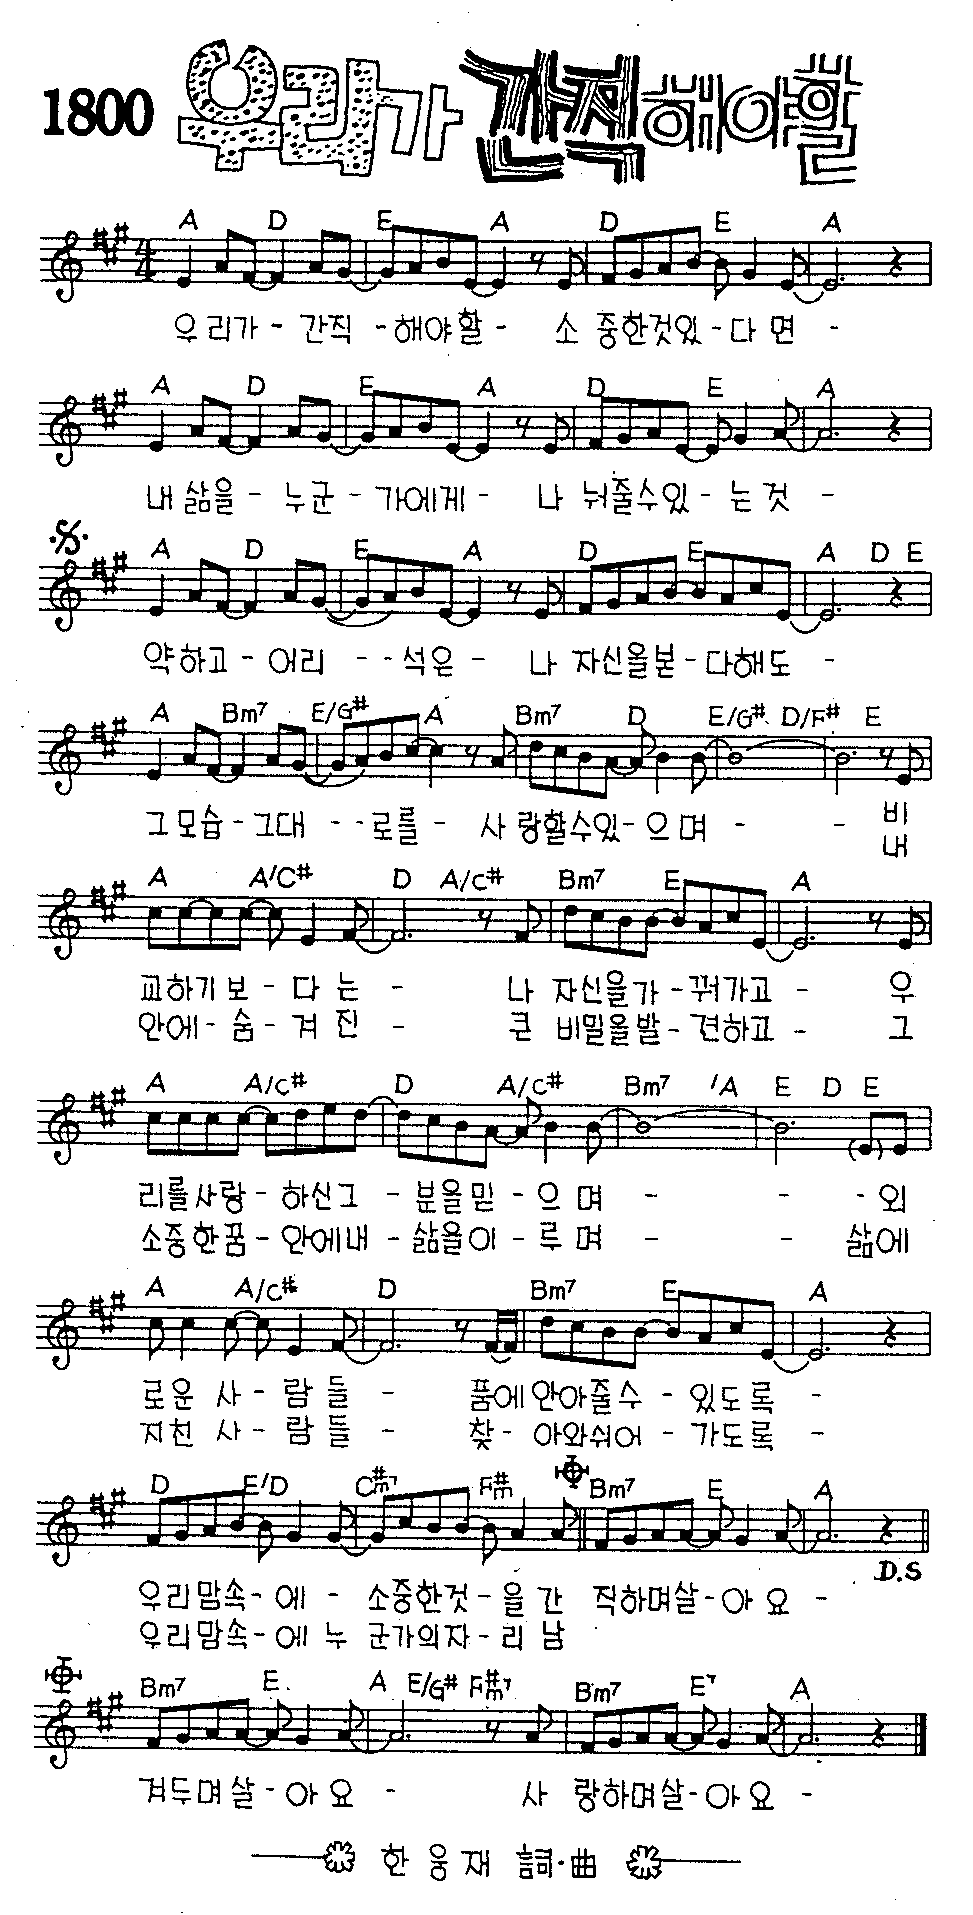 1800 우리가 간직해야할
A D E A D E A
4 4
우리가 - 간직 - 해야할 - 소 중한것있 - 다 면 -
A D E A D E A
내 삶을 - 누군 - 가에게 - 나 눠줄수있 - 는 것 -
A D E A D E A D E
약하고 - 어리 - - 석은 - 나 자신을본 - 다해도 -
A Bm7 E/G# A Bm7 D E/G# D/F# E
그모습 - 그대 - - 로를 - 사 랑할수있 - 으며 - - 비
내
A A/C# D A/C# Bm7 E A
교하기 보 - 다 는 - 나 자신을가 - 꿔가고 - 우
안에 - 숨 - 겨 진 - 큰 비밀을발 - 견하고 - 그
A A/C# D A/C# Bm7 A E D E
리를사랑 - 하신그 - 분을믿 - 으 며 - - - 외
소중한꿈 - 안에내 - 삶을이 - 루 며 - - 삶에
A A/C# D Bm7 E A
로운 사 - 람 들 - 품에안아줄수 - 있도록 -
지친 사 - 람 들 - 찾 - 아와쉬어 - 가도록 -
D E/D C#m7 F#m Bm7 E A
D.S
우리맘속 - 에 - 소중한것 - 을 간 직하며살 - 아 요 -
우리맘속 - 에 누 군가의자 - 리 남
Bm7 E A E/G# F#m7 Bm7 E7 A
겨두며살 - 아 요 - 사 랑하며살 - 아요 -
한 웅 재 詞·曲